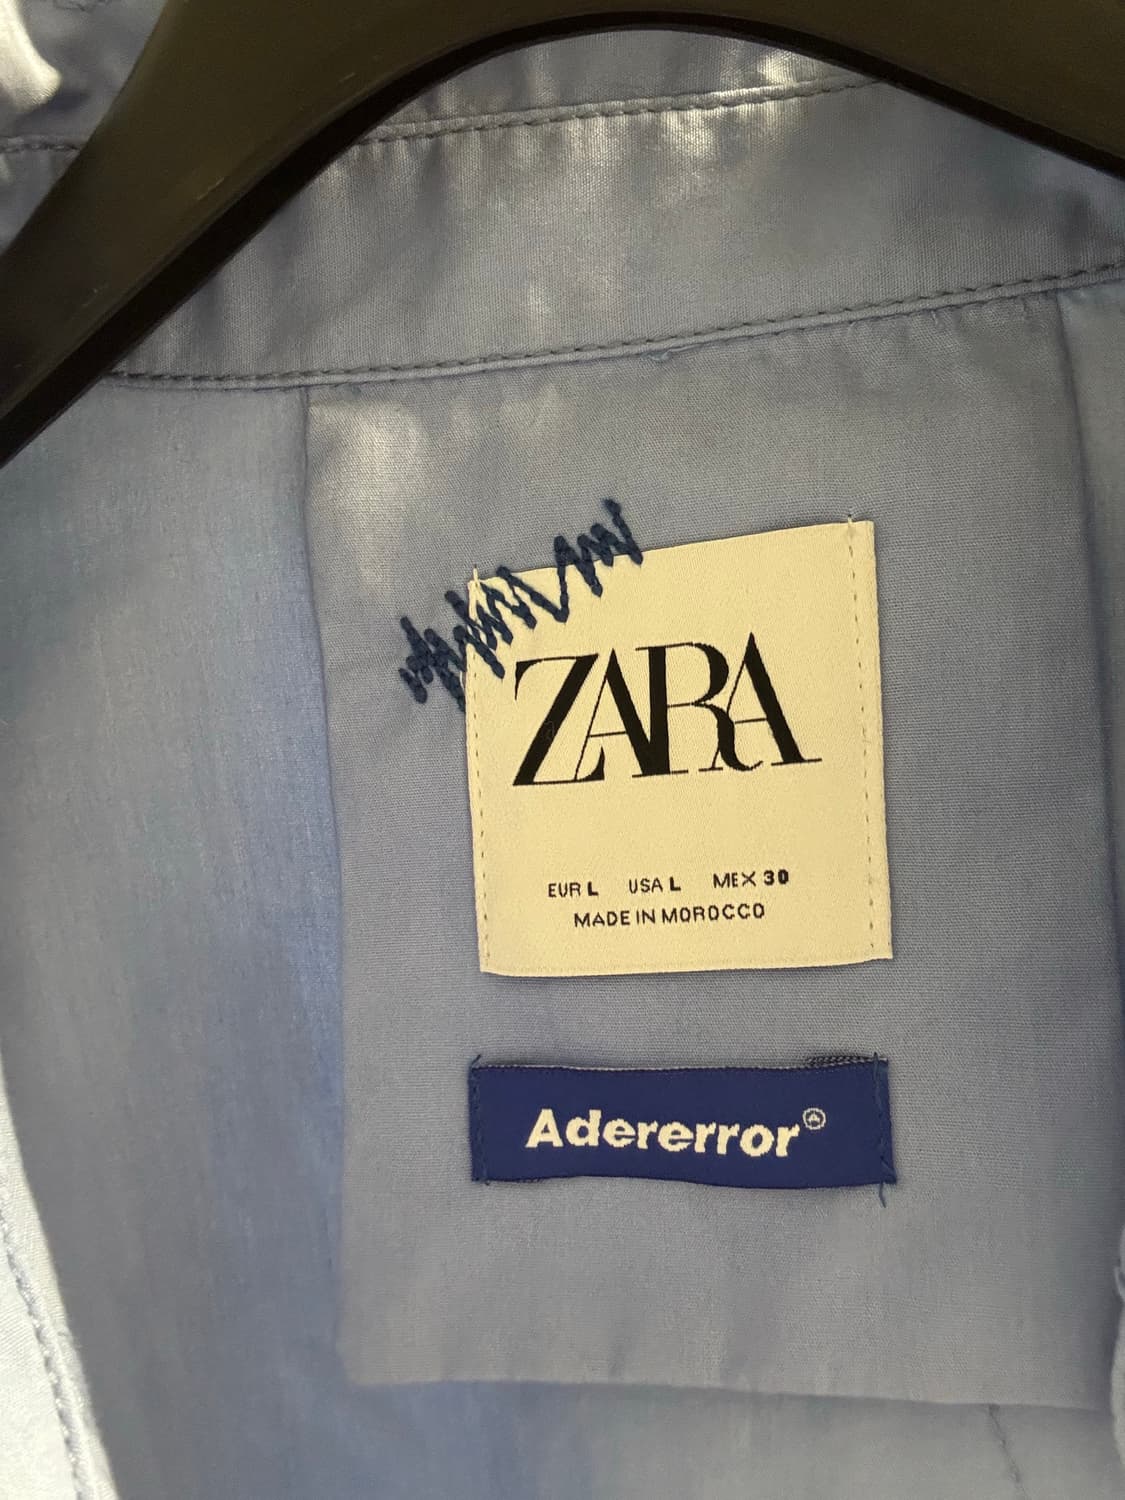 ZARA
EUR L USA L MEX 30
MADE IN MOROCCO
Adererror